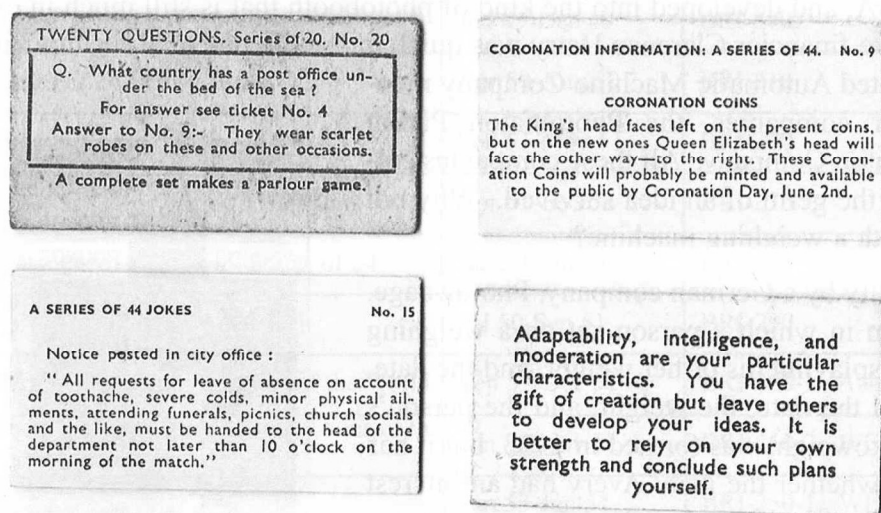 TWENTY QUESTIONS. Series of 20. No. 20
Q. What country has a post office un-
der the bed of the sea ?
For answer see ticket No. 4
Answer to No. 9:- They wear scarlet
robes on these and other occasions.
A complete set makes a parlour game.
CORONATION INFORMATION: A SERIES OF 44. No. 9
CORONATION COINS
The King's head faces left on the present coins,
but on the new ones Queen Elizabeth's head will
face the other way—to the right. These Coron-
ation Coins will probably be minted and available
to the public by Coronation Day, June 2nd.
A SERIES OF 44 JOKES No. 15
Notice posted in city office :
" All requests for leave of absence on account
of toothache, severe colds, minor physical ail-
ments, attending funerals, picnics, church socials
and the like, must be handed to the head of the
department not later than 10 o'clock on the
morning of the match."
Adaptability, intelligence, and
moderation are your particular
characteristics. You have the
gift of creation but leave others
to develop your ideas. It is
better to rely on your own
strength and conclude such plans
yourself.